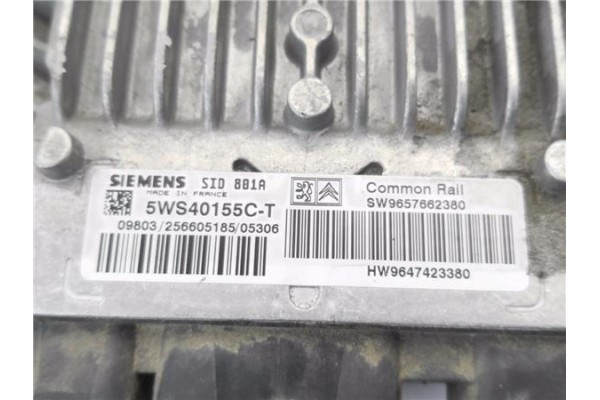 SIEMENS SID 801A
MADE IN FRANCE
5WS40155C-T
09803/256605185/05306
Common Rail
SW9657662380
HW9647423380